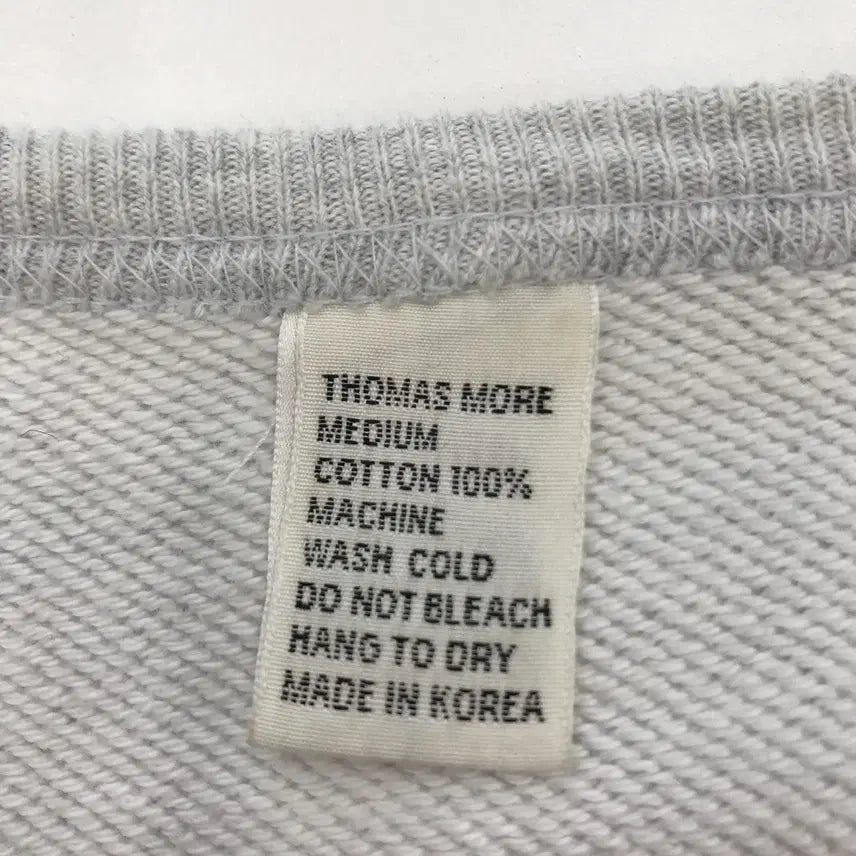 THOMAS MORE
MEDIUM
COTTON 100%
MACHINE
WASH COLD
DO NOT BLEACH
HANG TO DRY
MADE IN KOREA